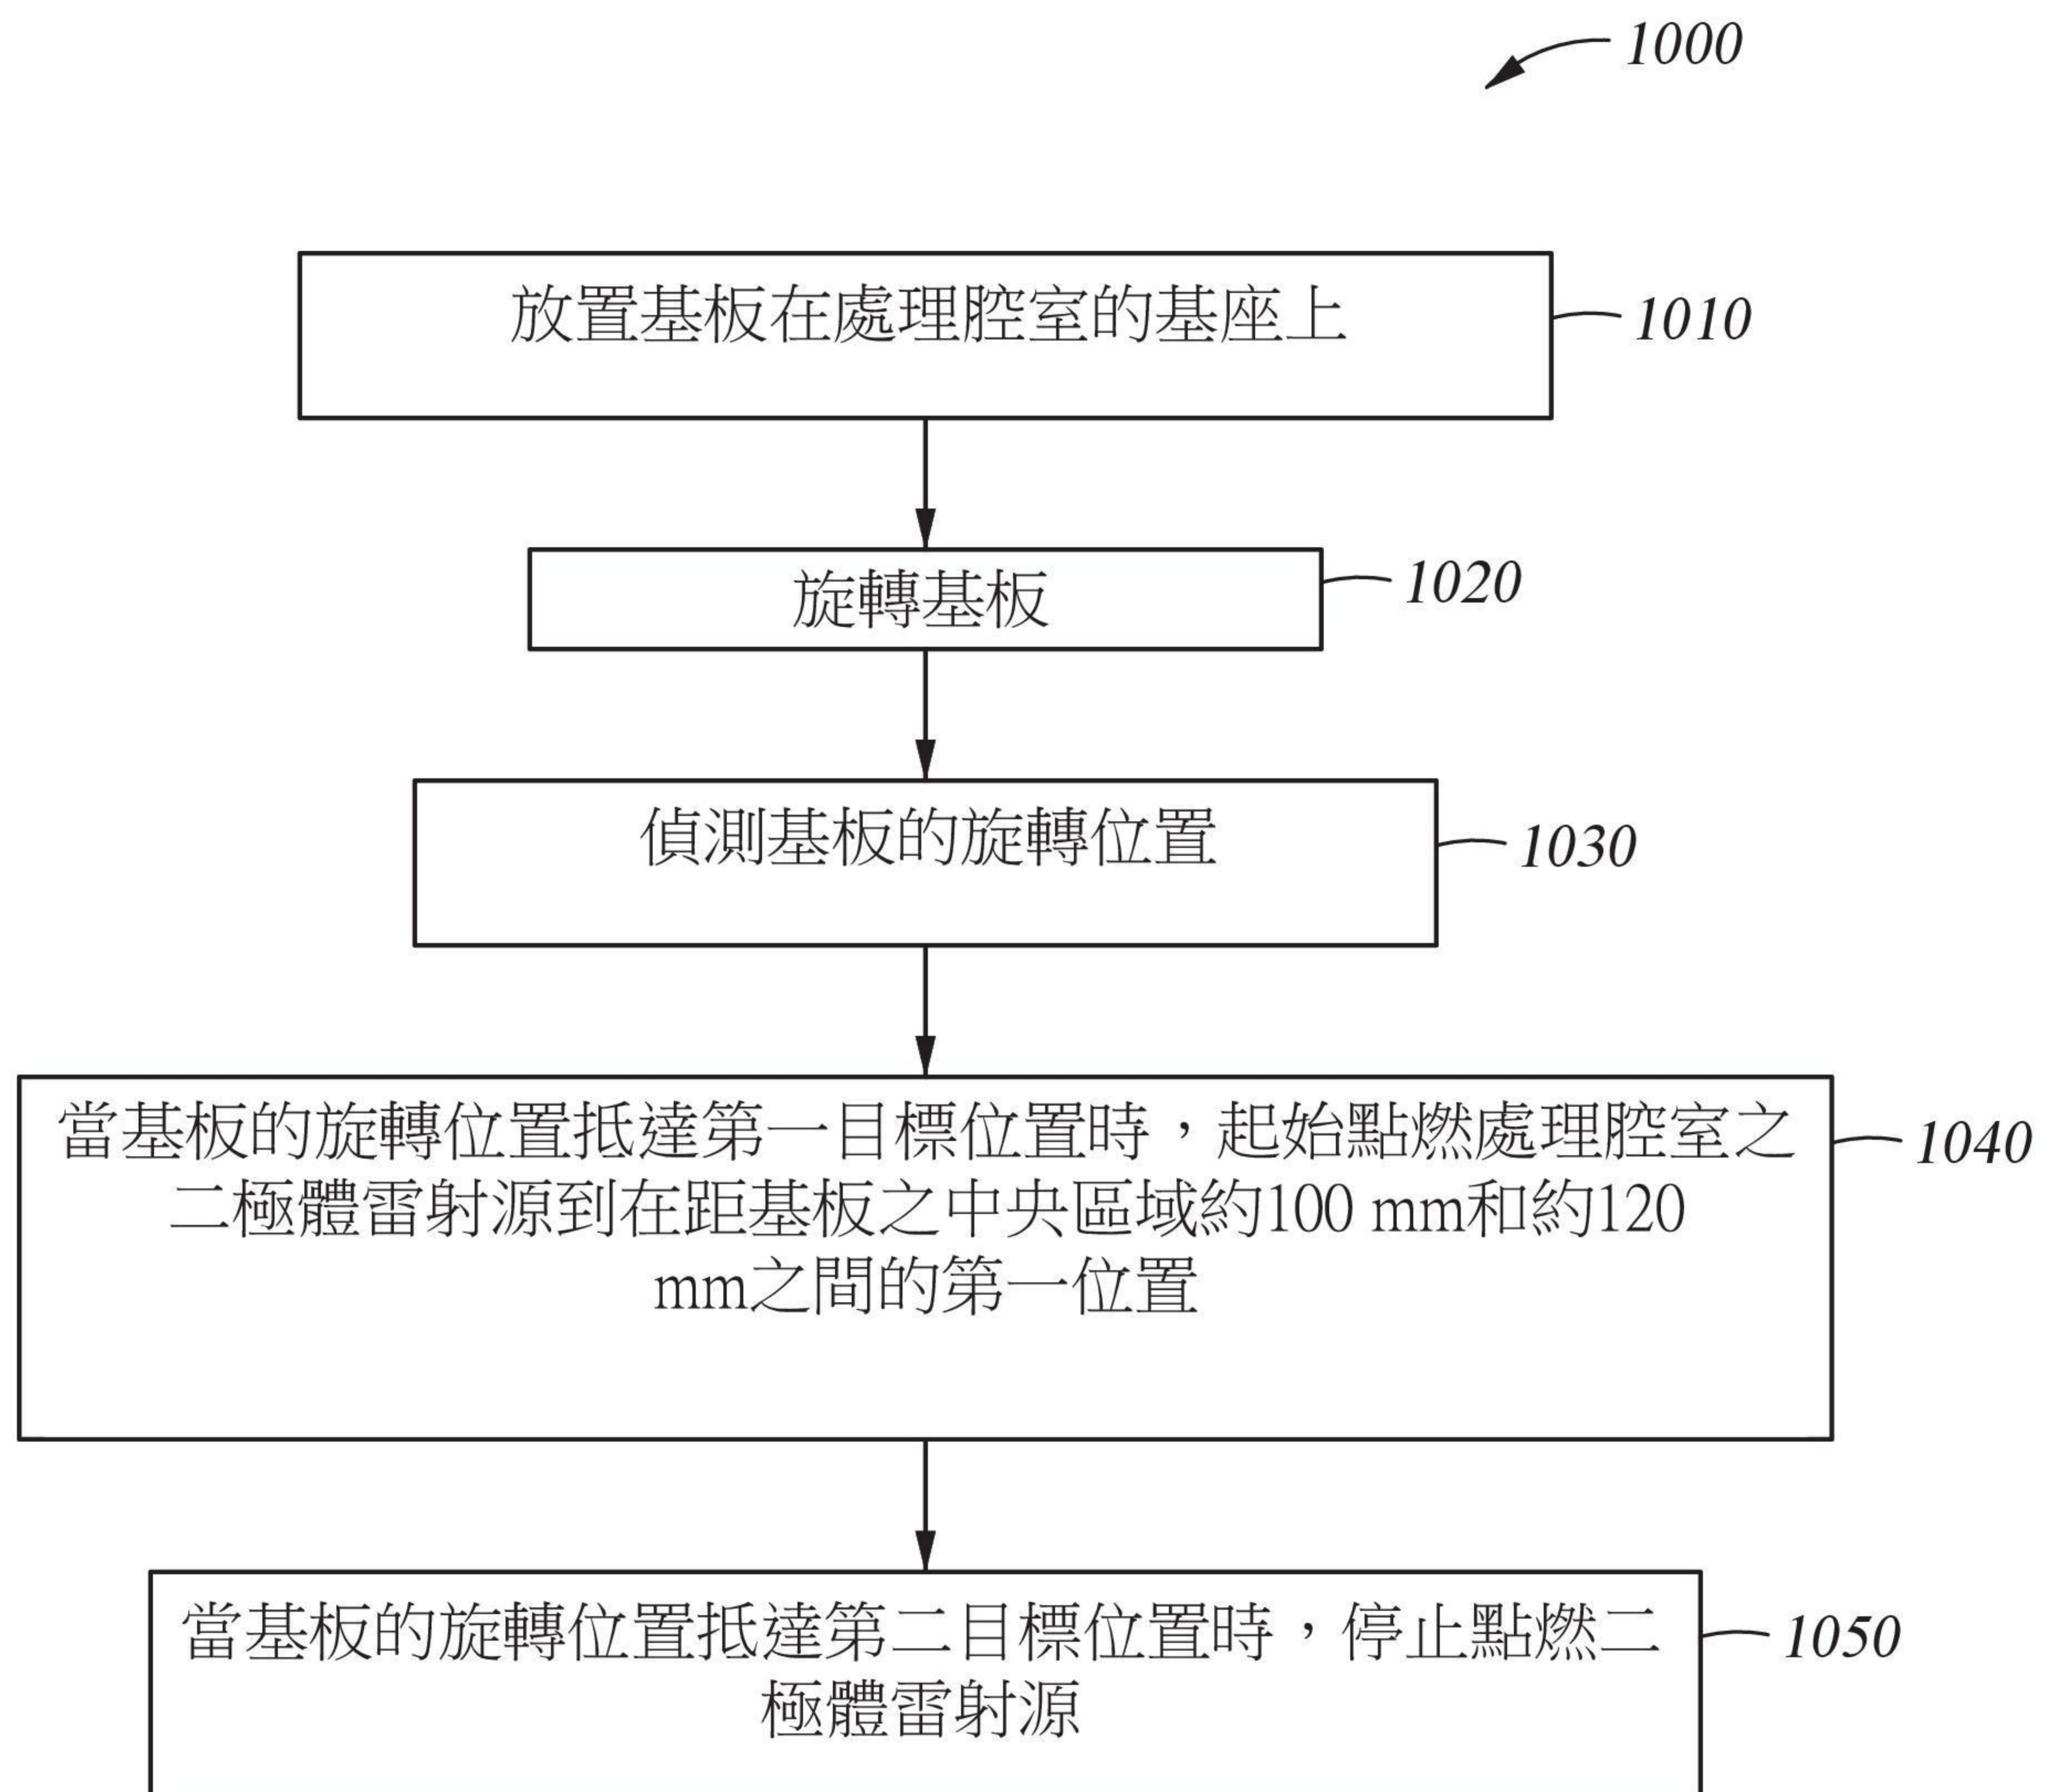 1000
放置基板在處理腔室的基座上
1010
旋轉基板
1020
偵測基板的旋轉位置
1030
當基板的旋轉位置抵達第一目標位置時，起始點燃處理腔室之
二極體雷射源到在距基板之中央區域約100 mm和約120
mm之間的第一位置
1040
當基板的旋轉位置抵達第二目標位置時，停止點燃二
極體雷射源
1050